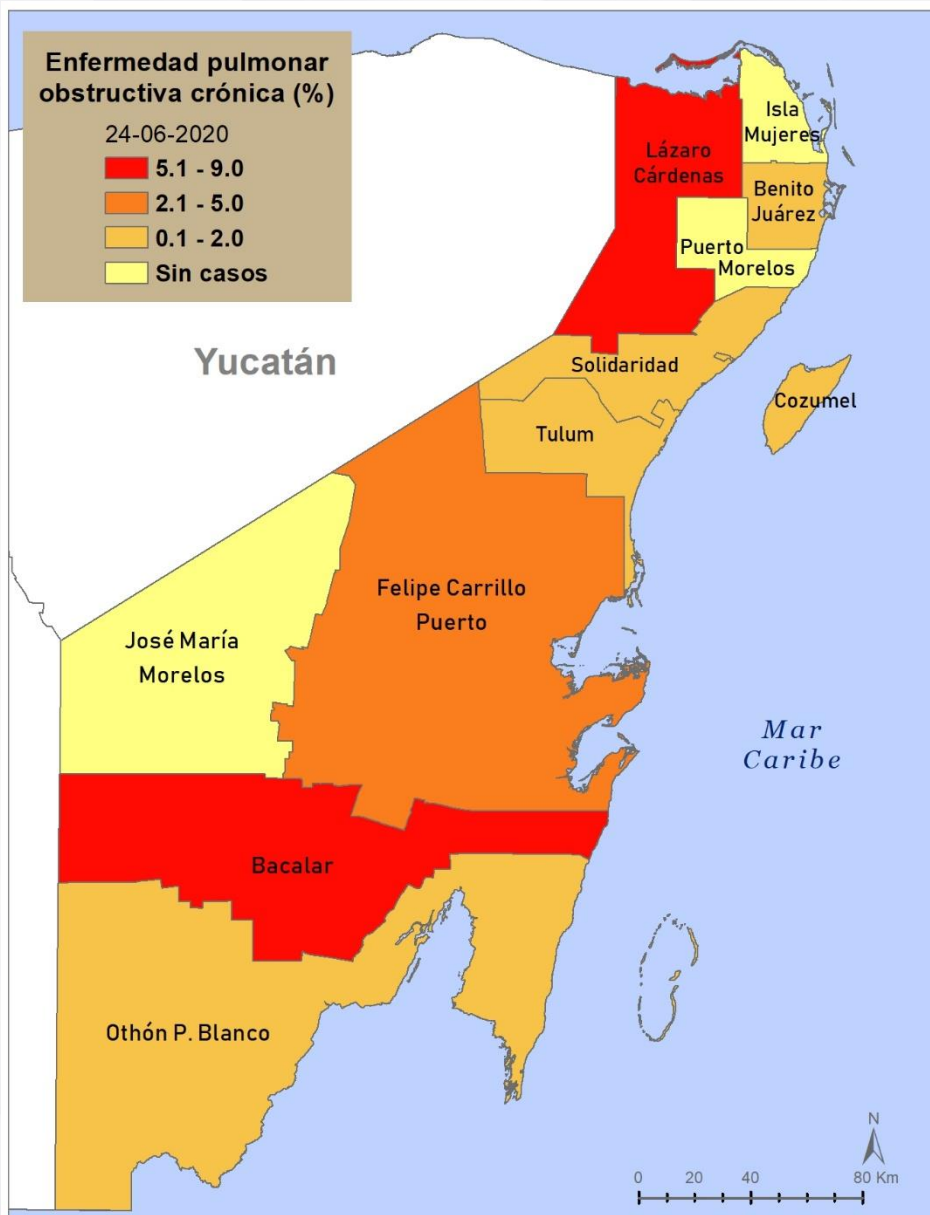 Enfermedad pulmonar
obstructiva crónica (%)
24-06-2020
5.1 - 9.0
2.1 - 5.0
0.1 - 2.0
Sin casos
Isla
Mujeres
Lázaro
Cárdenas
Benito
Juárez
Puerto
Morelos
Yucatán
Solidaridad
Cozumel
Tulum
Felipe Carrillo
Puerto
José María
Morelos
Mar
Caribe
Bacalar
Othón P. Blanco
N
0 20 40 80 Km